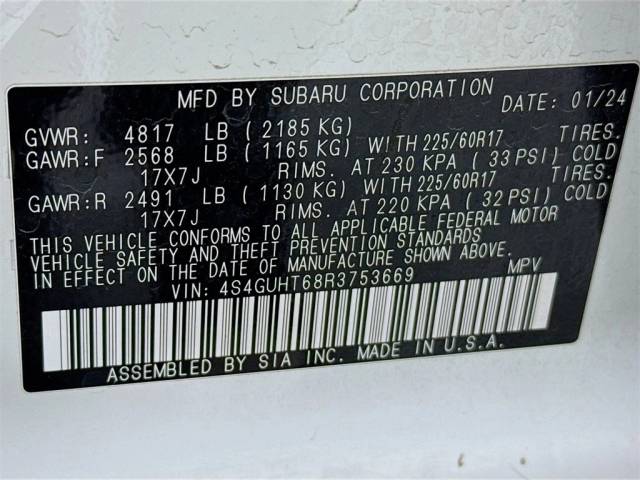 MFD BY SUBARU CORPORATION DATE: 01/24
GVWR: 4817 LB (2185 KG)
GAWR:F 2568 LB (1165 KG)WITH 225/60R17 TIRES.
17X7J RIMS. AT 230 KPA (33 PSI) COLD
GAWR:R 2491 LB (1130 KG)WITH 225/60R17 TIRES.
17X7J RIMS. AT 220 KPA (32 PSI) COLD
THIS VEHICLE CONFORMS TO ALL APPLICABLE FEDERAL MOTOR
VEHICLE SAFETY AND THEFT PREVENTION STANDARDS
IN EFFECT ON THE DATE OF MANUFACTURE SHOWN ABOVE.
VIN: 4S4GUHT68R3753669 MPV
ASSEMBLED BY SIA INC. MADE IN U.S.A.